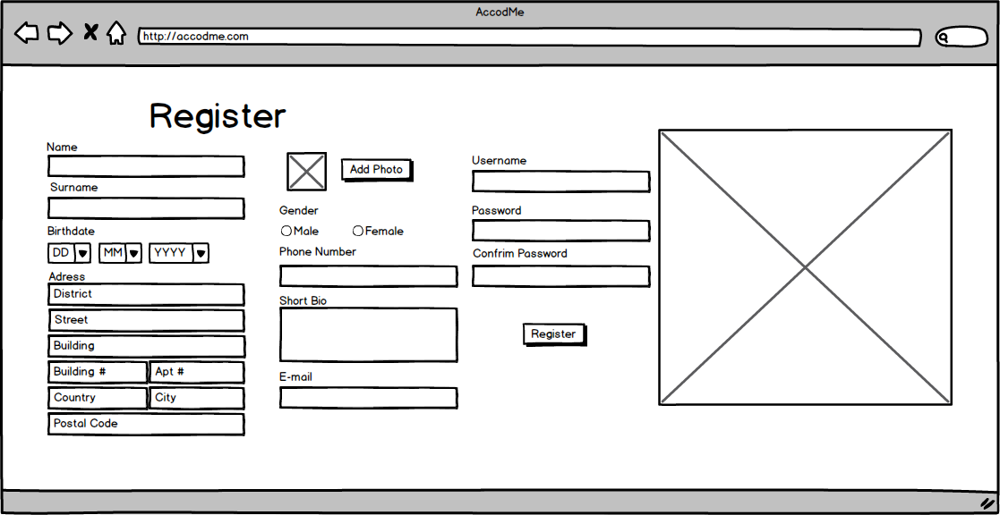 AccodMe
http://accodme.com
Register
Name
Surname
Birthdate
DD MM YYYY
Adress
District
Street
Building
Building # Apt #
Country City
Postal Code
Add Photo
Gender
Male Female
Phone Number
Short Bio
E-mail
Username
Password
Confrim Password
Register